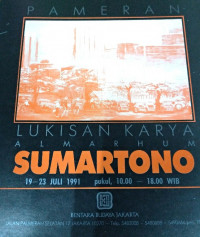 PAMERAN
LUKISAN KARYA
ALMARHUM
SUMARTONO
19-23 JULI 1991 pukul, 10.00 — 18.00 WIB
BENTARA BUDAYA JAKARTA